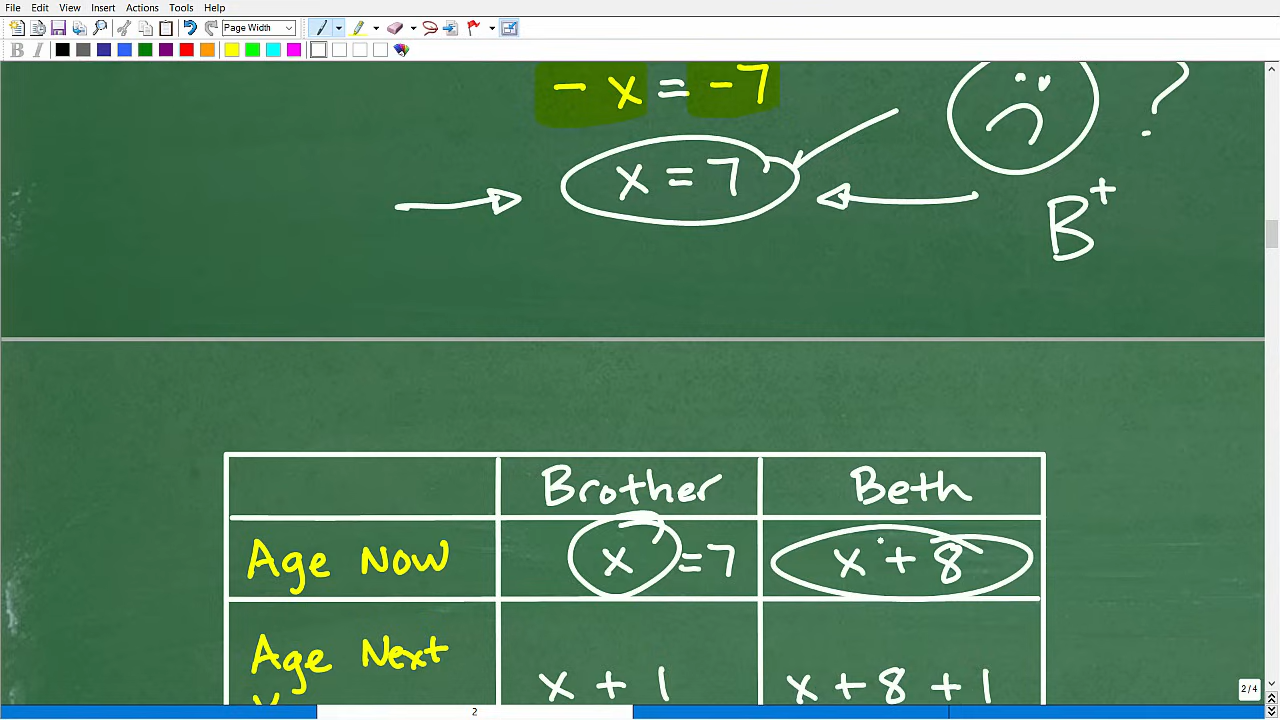 File Edit View Insert Actions Tools Help
Page Width
B I
- x = -7
?
x = 7
B+
Brother Beth
Age Now x = 7 x + 8
Age Next x + 1 x + 8 + 1
2/4
2